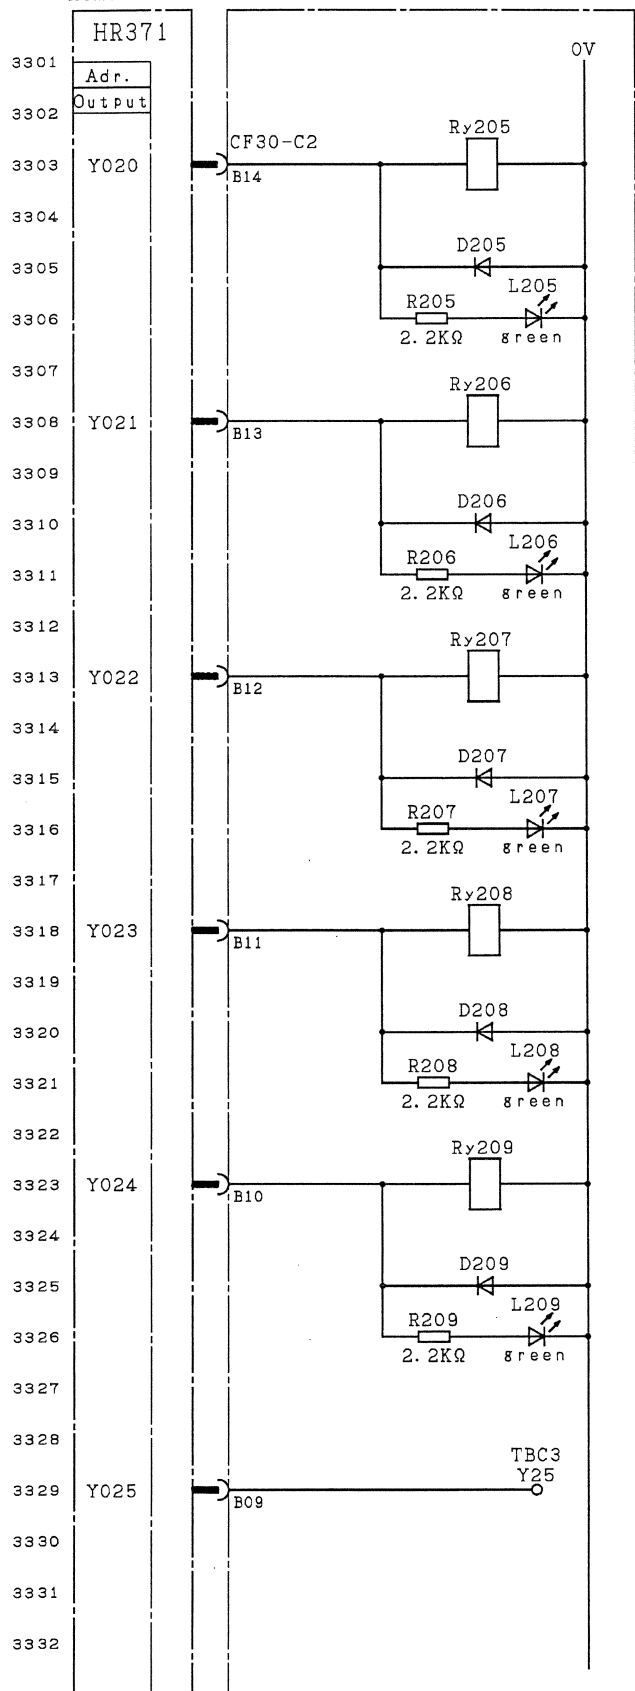 HR371
0V
3301
Adr.
Output
3302
Ry205
CF30-C2
3303 Y020 B14
3304
D205
3305
L205
R205
3306
2.2KΩ green
3307
Ry206
3308 Y021 B13
3309
D206
3310
L206
R206
3311
2.2KΩ green
3312
Ry207
3313 Y022 B12
3314
D207
3315
L207
R207
3316
2.2KΩ green
3317
Ry208
3318 Y023 B11
3319
D208
3320
L208
R208
3321
2.2KΩ green
3322
Ry209
3323 Y024 B10
3324
D209
3325
L209
R209
3326
2.2KΩ green
3327
3328
TBC3
Y25
3329 Y025 B09
3330
3331
3332